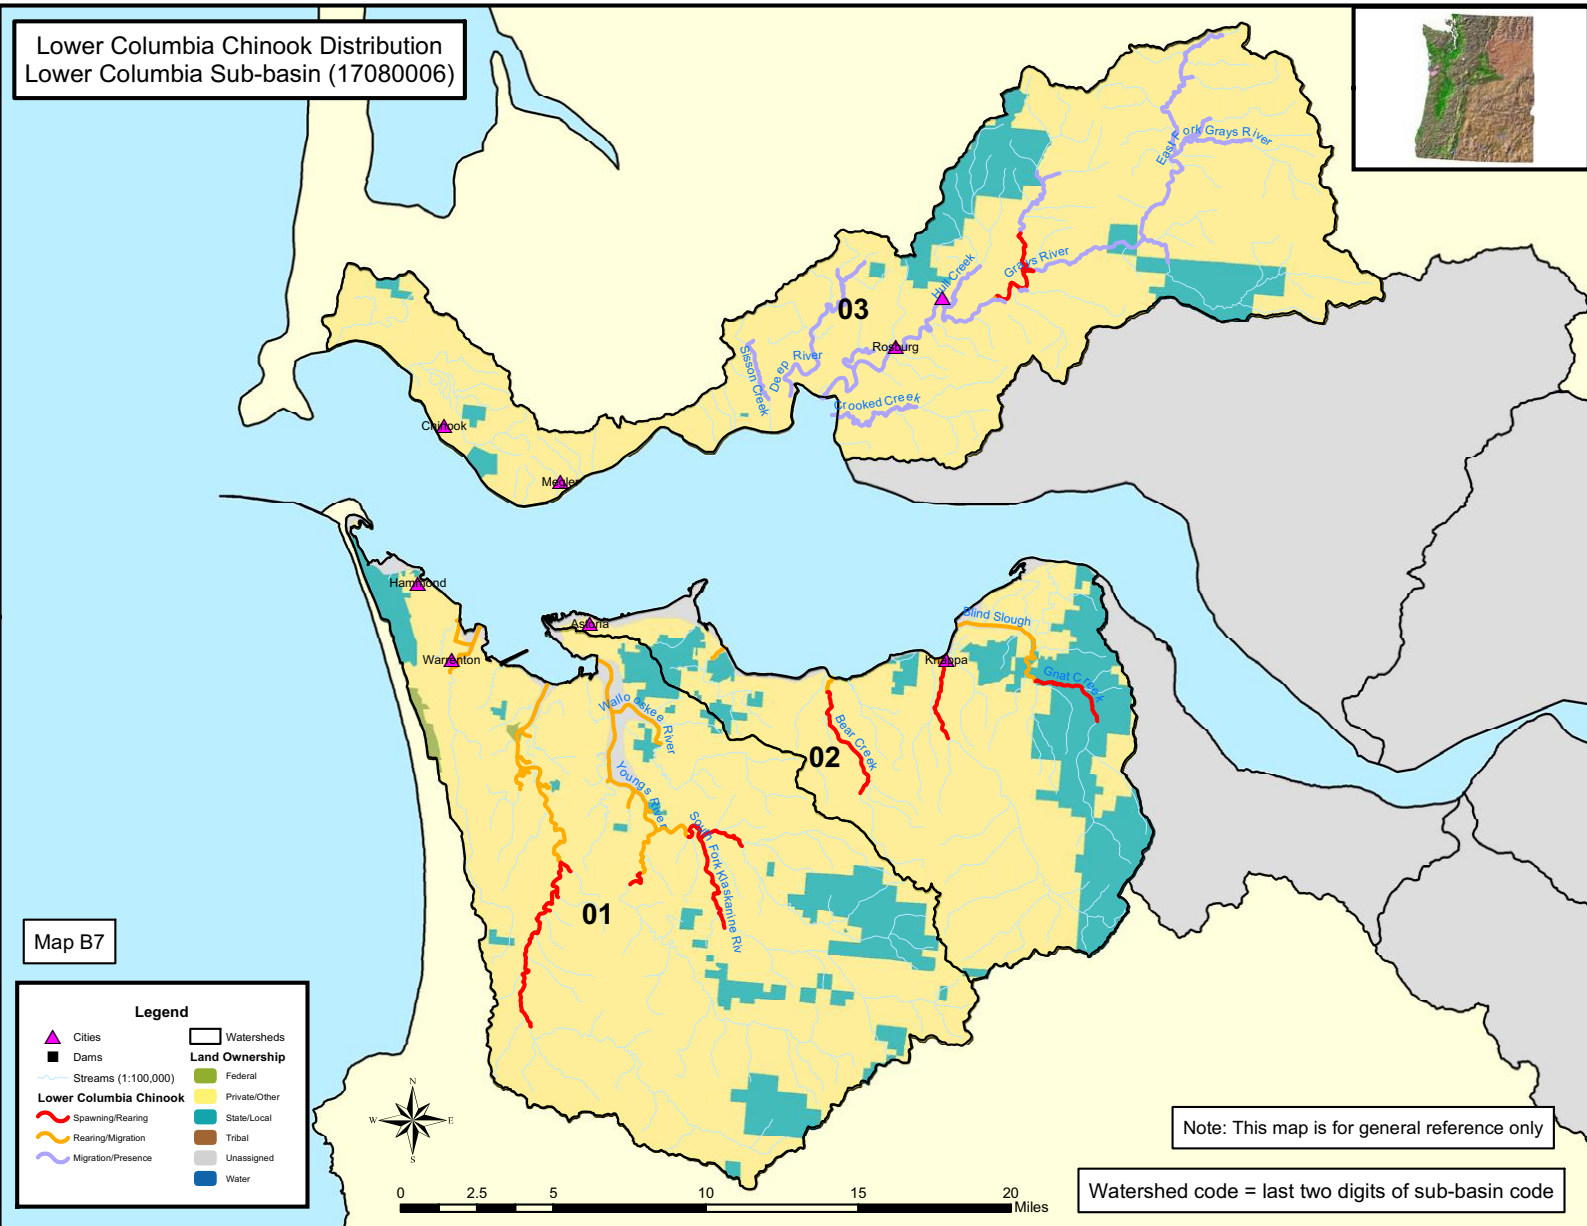 Lower Columbia Chinook Distribution
Lower Columbia Sub-basin (17080006)
East Fork Grays River
Grays River
Hull Creek
03
Rosburg
Deep River
Sisson Creek
Crooked Creek
Chinook
Megler
Hammond
Astoria
Warrenton
Blind Slough
Knappa
Gnat Creek
Wallooskee River
Bear Creek
02
Youngs River
South Fork Klaskanine Riv
01
Map B7
Legend
Cities
Dams
Streams (1:100,000)
Lower Columbia Chinook
Spawning/Rearing
Rearing/Migration
Migration/Presence
Watersheds
Land Ownership
Federal
Private/Other
State/Local
Tribal
Unassigned
Water
N
W
E
S
0 2.5 5 10 15 20
Miles
Note: This map is for general reference only
Watershed code = last two digits of sub-basin code